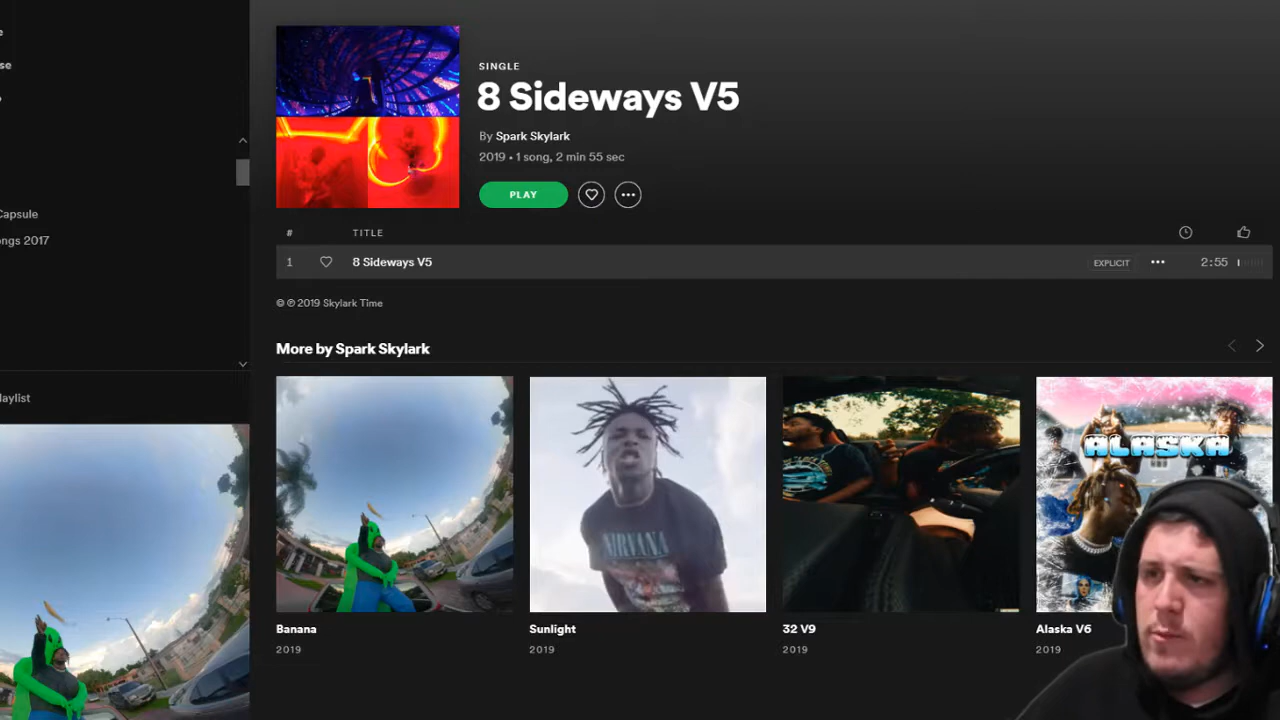 e
se
Capsule
ongs 2017
laylist
SINGLE
8 Sideways V5
By Spark Skylark
2019 • 1 song, 2 min 55 sec
PLAY
# TITLE
1 8 Sideways V5 EXPLICIT 2:55
© ℗ 2019 Skylark Time
More by Spark Skylark
NIRVANA
ALASKA
Banana
2019
Sunlight
2019
32 V9
2019
Alaska V6
2019